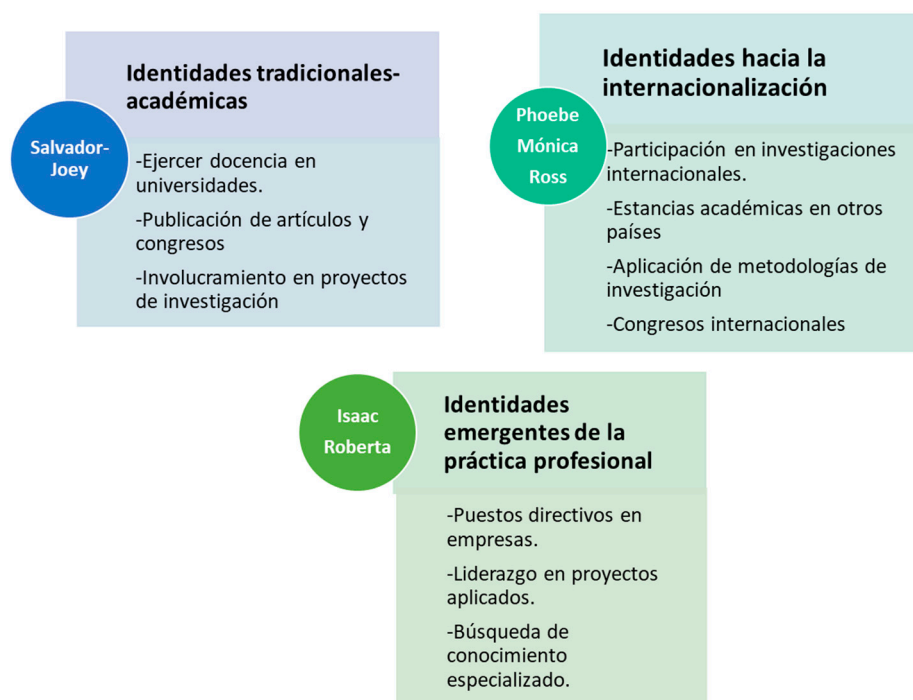 Identidades tradicionales-
académicas
Salvador-
Joey
-Ejercer docencia en
universidades.
-Publicación de artículos y
congresos
-Involucramiento en proyectos
de investigación
Identidades hacia la
internacionalización
Phoebe
Mónica
Ross
-Participación en investigaciones
internacionales.
-Estancias académicas en otros
países
-Aplicación de metodologías de
investigación
-Congresos internacionales
Identidades
emergentes de la
práctica profesional
Isaac
Roberta
-Puestos directivos en
empresas.
-Liderazgo en proyectos
aplicados.
-Búsqueda de
conocimiento
especializado.